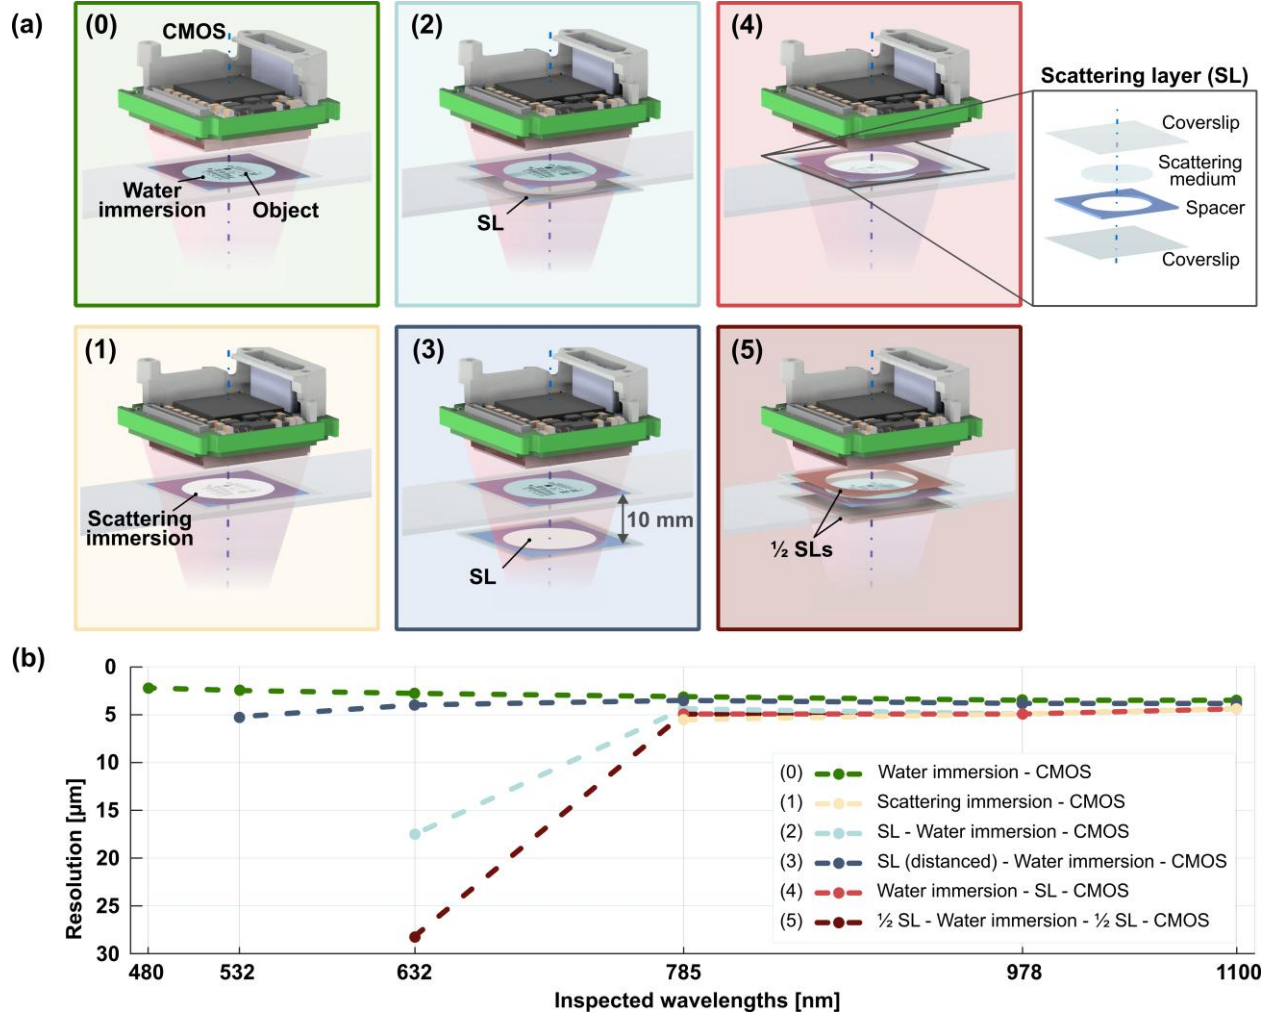 (a)
(0)
CMOS
Water
immersion
Object
(2)
SL
(4)
Scattering layer (SL)
Coverslip
Scattering
medium
Spacer
Coverslip
(1)
Scattering
immersion
(3)
10 mm
SL
(5)
½ SLs
(b)
Resolution [µm]
0
5
10
15
20
25
30
480
532
632
785
978
1100
Inspected wavelengths [nm]
(0) Water immersion - CMOS
(1) Scattering immersion - CMOS
(2) SL - Water immersion - CMOS
(3) SL (distanced) - Water immersion - CMOS
(4) Water immersion - SL - CMOS
(5) ½ SL - Water immersion - ½ SL - CMOS